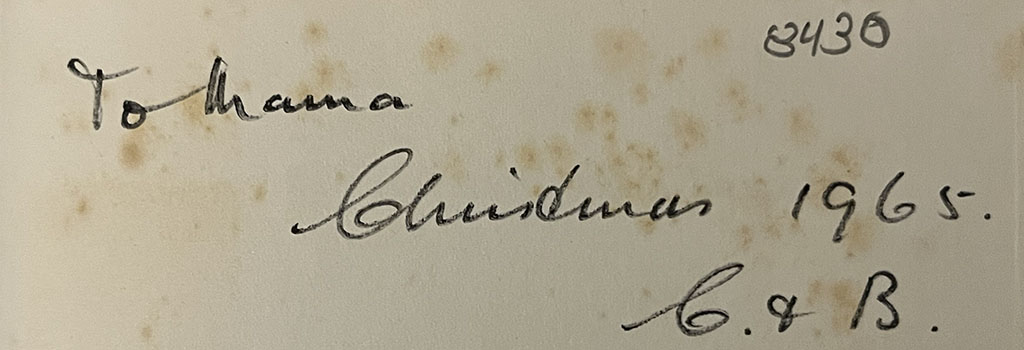 8430
To Mama
Christmas 1965.
C. & B.